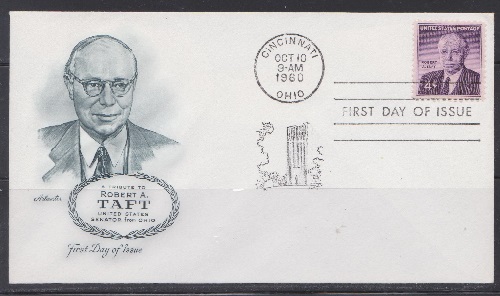 CINCINNATI
OCT 10
9-AM
1960
OHIO
UNITED STATES POSTAGE
ROBERT
A. TAFT
4¢
FIRST DAY OF ISSUE
A TRIBUTE TO
ROBERT A.
TAFT
UNITED STATES
SENATOR from OHIO
First Day of Issue